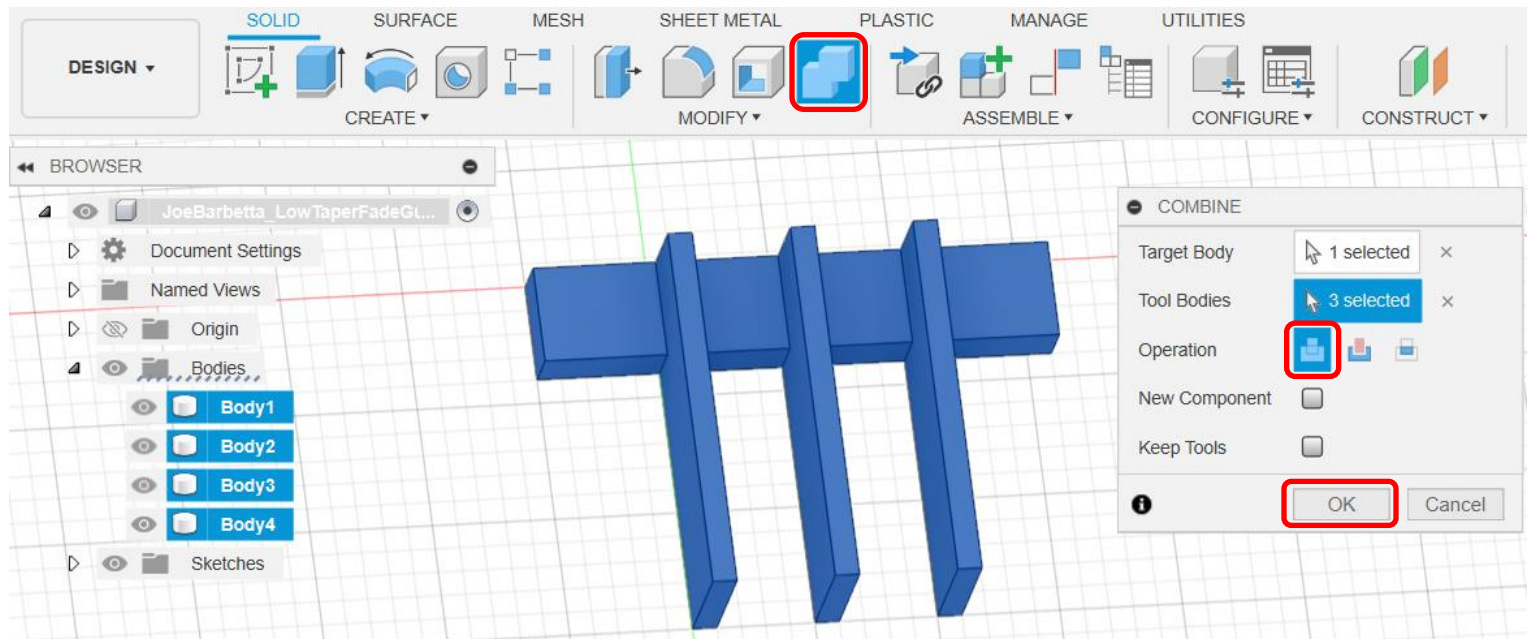 SOLID SURFACE MESH SHEET METAL PLASTIC MANAGE UTILITIES
DESIGN ▾
CREATE ▾ MODIFY ▾ ASSEMBLE ▾ CONFIGURE ▾ CONSTRUCT ▾
BROWSER
JoeBarbetta_LowTaperFadeGu...
Document Settings
Named Views
Origin
Bodies
Body1
Body2
Body3
Body4
Sketches
COMBINE
Target Body 1 selected ×
Tool Bodies 3 selected ×
Operation
New Component
Keep Tools
OK Cancel